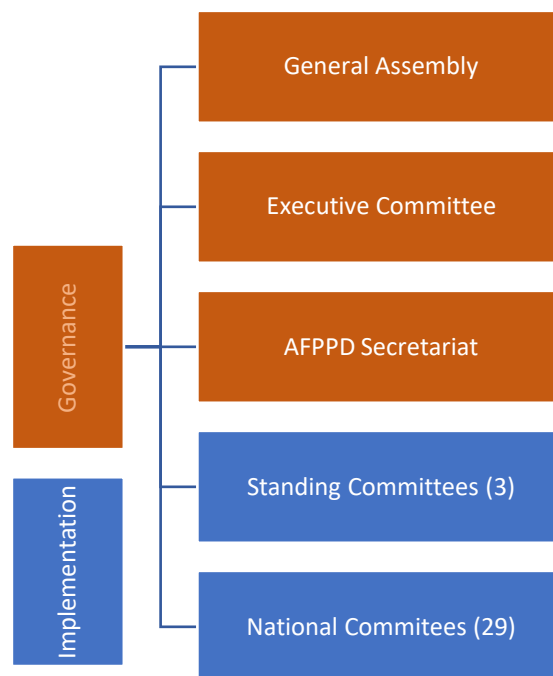 General Assembly
Executive Committee
Governance
AFPPD Secretariat
Standing Committees (3)
Implementation
National Commitees (29)